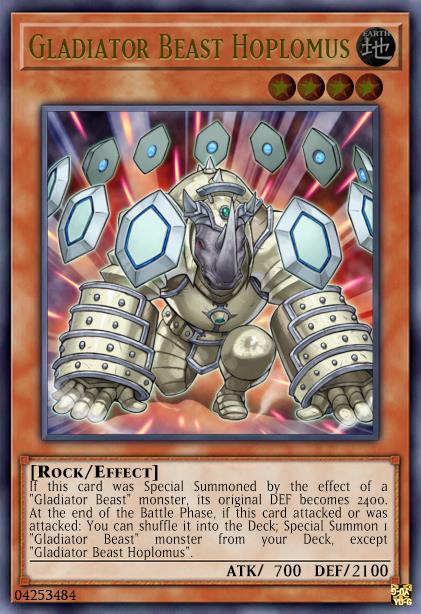 GLADIATOR BEAST HOPLOMUS
EARTH
地
[ROCK/EFFECT]
If this card was Special Summoned by the effect of a
"Gladiator Beast" monster, its original DEF becomes 2400.
At the end of the Battle Phase, if this card attacked or was
attacked: You can shuffle it into the Deck; Special Summon 1
"Gladiator Beast" monster from your Deck, except
"Gladiator Beast Hoplomus".
ATK/ 700 DEF/2100
04253484